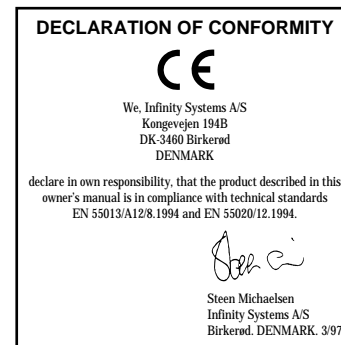 DECLARATION OF CONFORMITY
CE
We, Infinity Systems A/S
Kongevejen 194B
DK-3460 Birkerød
DENMARK
declare in own responsibility, that the product described in this
owner's manual is in compliance with technical standards
EN 55013/A12/8.1994 and EN 55020/12.1994.
Steen Michaelsen
Infinity Systems A/S
Birkerød. DENMARK. 3/97